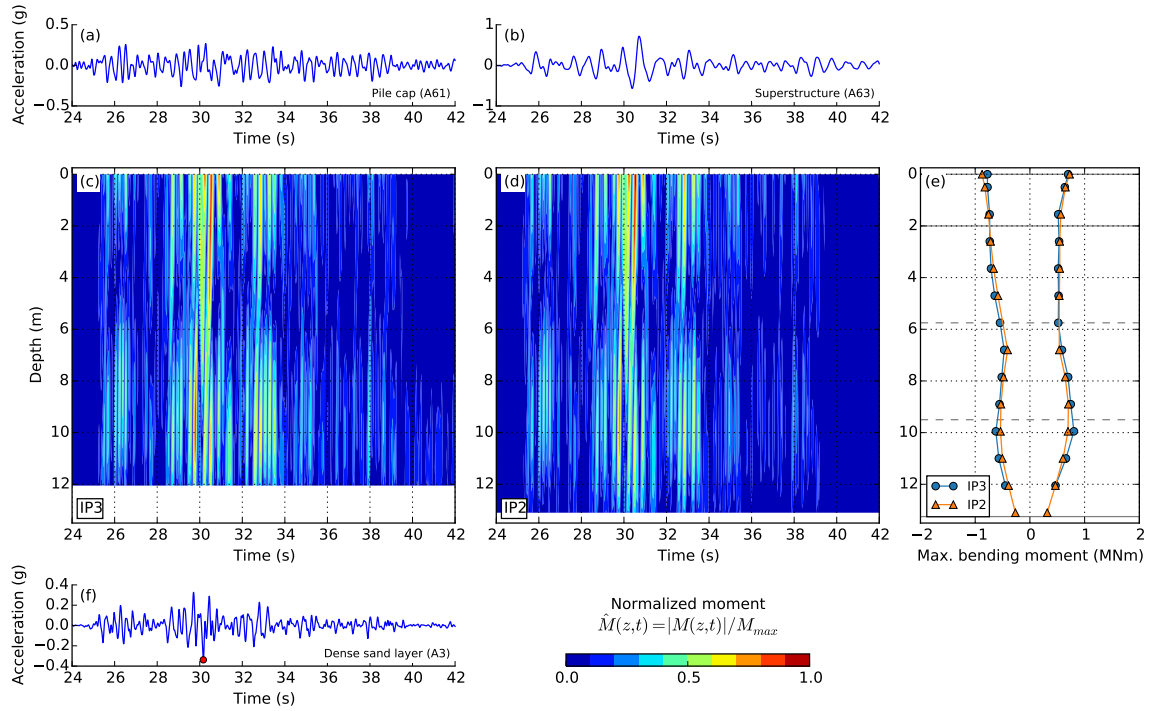 Acceleration (g)
0.5
0.0
−0.5
(a)
Pile cap (A61)
24 26 28 30 32 34 36 38 40 42
Time (s)
1
0
−1
(b)
Superstructure (A63)
24 26 28 30 32 34 36 38 40 42
Time (s)
Depth (m)
0
2
4
6
8
10
12
(c)
IP3
24 26 28 30 32 34 36 38 40 42
Time (s)
0
2
4
6
8
10
12
(d)
IP2
24 26 28 30 32 34 36 38 40 42
Time (s)
0
2
4
6
8
10
12
(e)
IP3
IP2
−2 −1 0 1 2
Max. bending moment (MNm)
Acceleration (g)
0.4
0.2
0.0
−0.2
−0.4
(f)
Dense sand layer (A3)
24 26 28 30 32 34 36 38 40 42
Time (s)
Normalized moment
M̂(z,t)=|M(z,t)|/M_max
0.0 0.5 1.0